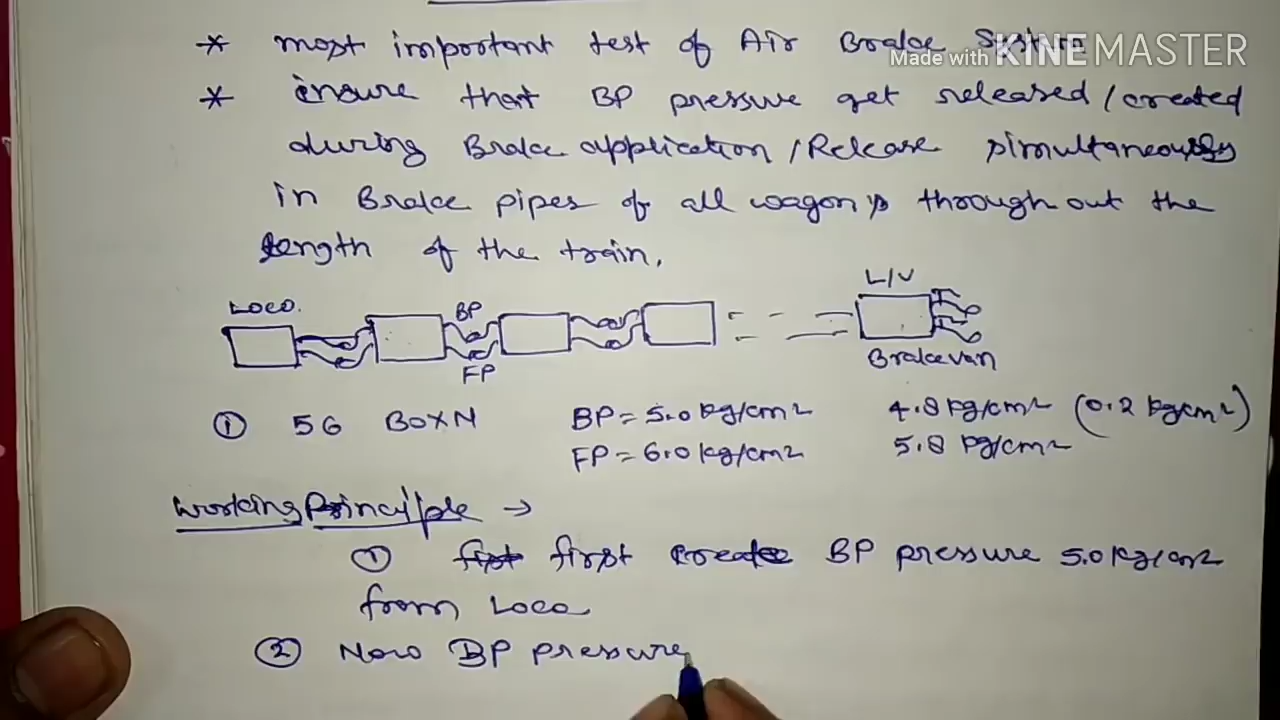 * most important test of Air Brake System
Made with KINEMASTER
* ensure that BP pressure get released/created
during Brake application/Release simultaneously
in Brake pipes of all wagons throughout the
length of the train.
L/V
Loco.
BP
FP
Brakevan
① 56 BOXN BP = 5.0 kg/cm2 4.8 kg/cm2 (0.2 kg/cm2)
FP = 6.0 kg/cm2 5.8 kg/cm2
Working Principle →
① first create BP pressure 5.0 kg/cm2
from Loco
② Now BP pressure